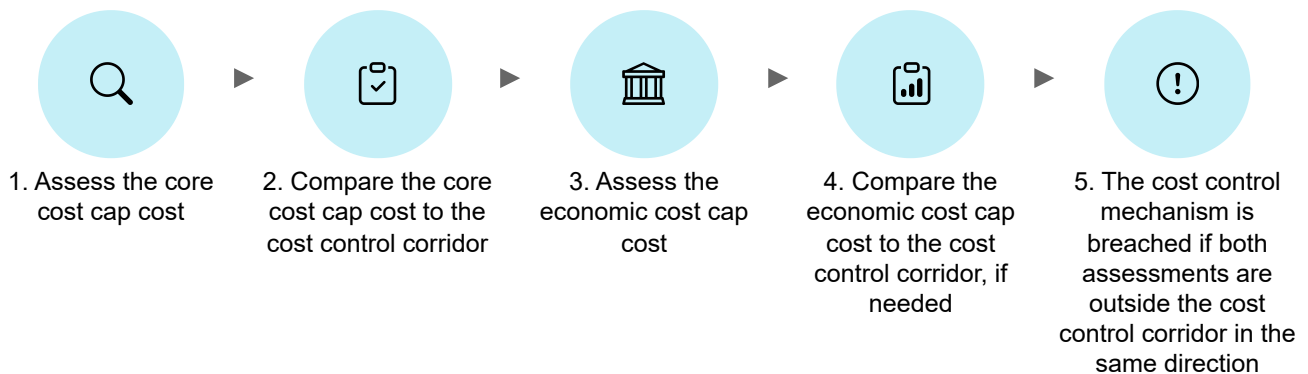 1. Assess the core
cost cap cost
2. Compare the core
cost cap cost to the
cost control corridor
3. Assess the
economic cost cap
cost
4. Compare the
economic cost cap
cost to the cost
control corridor, if
needed
5. The cost control
mechanism is
breached if both
assessments are
outside the cost
control corridor in the
same direction